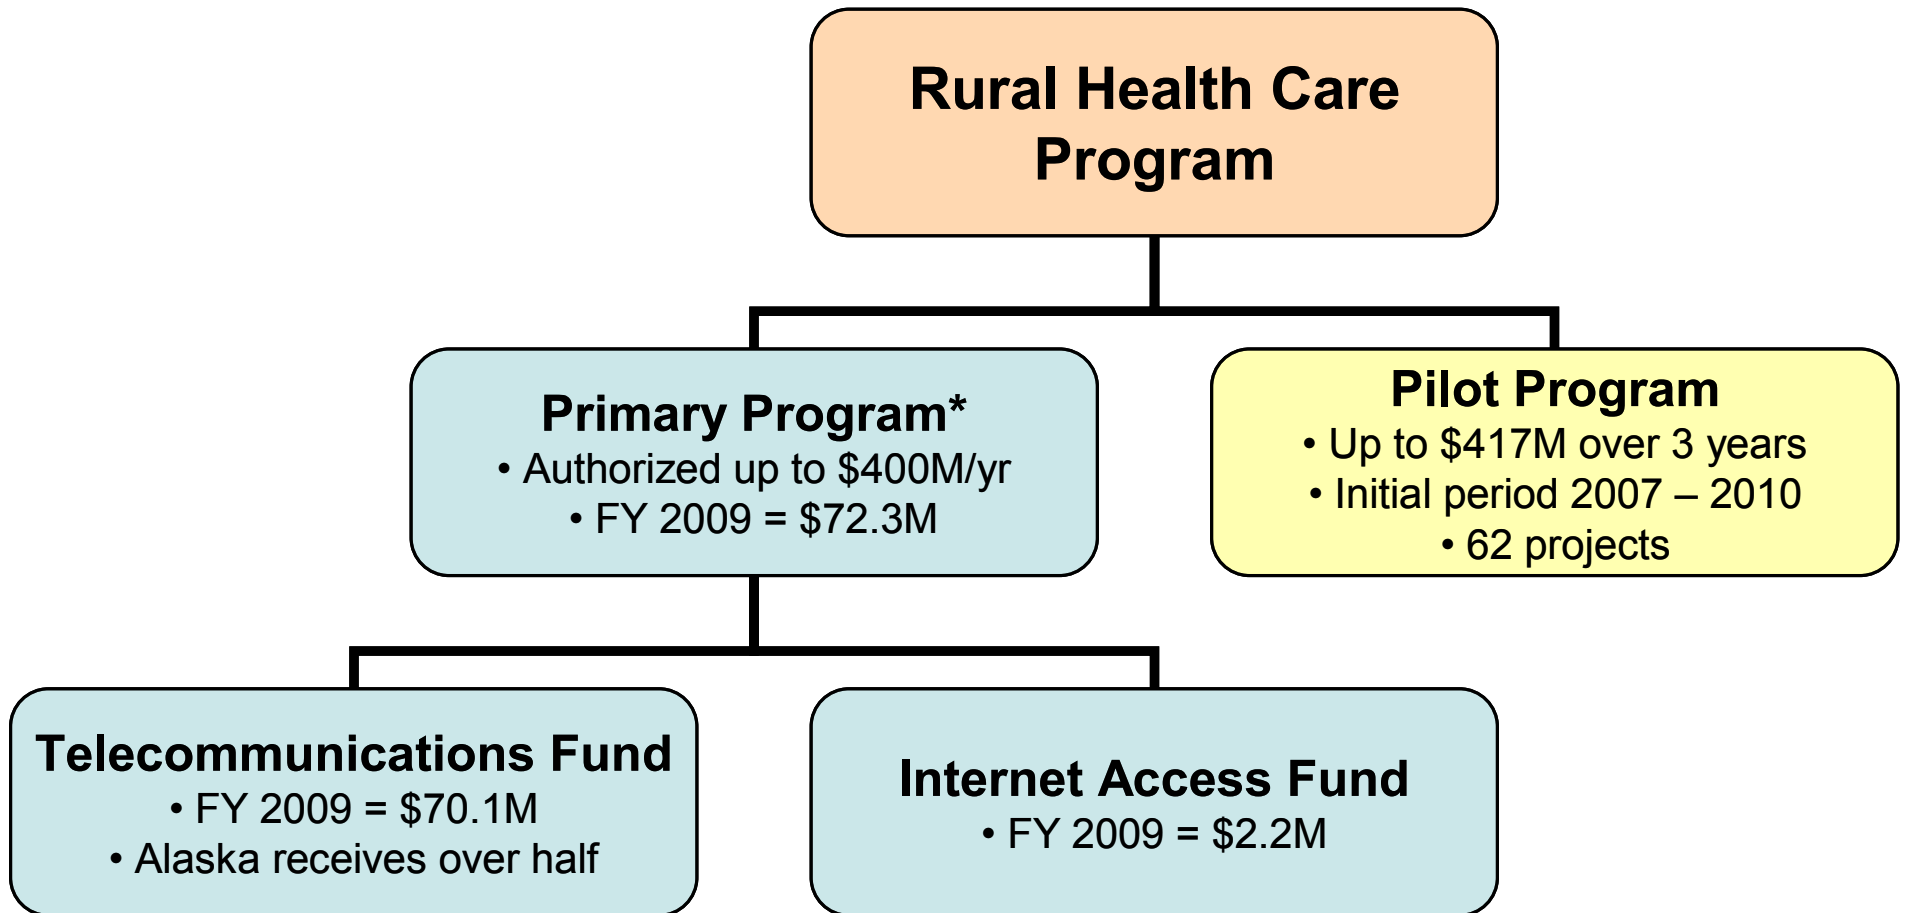 Rural Health Care
Program
Primary Program*
• Authorized up to $400M/yr
• FY 2009 = $72.3M
Pilot Program
• Up to $417M over 3 years
• Initial period 2007 – 2010
• 62 projects
Telecommunications Fund
• FY 2009 = $70.1M
• Alaska receives over half
Internet Access Fund
• FY 2009 = $2.2M